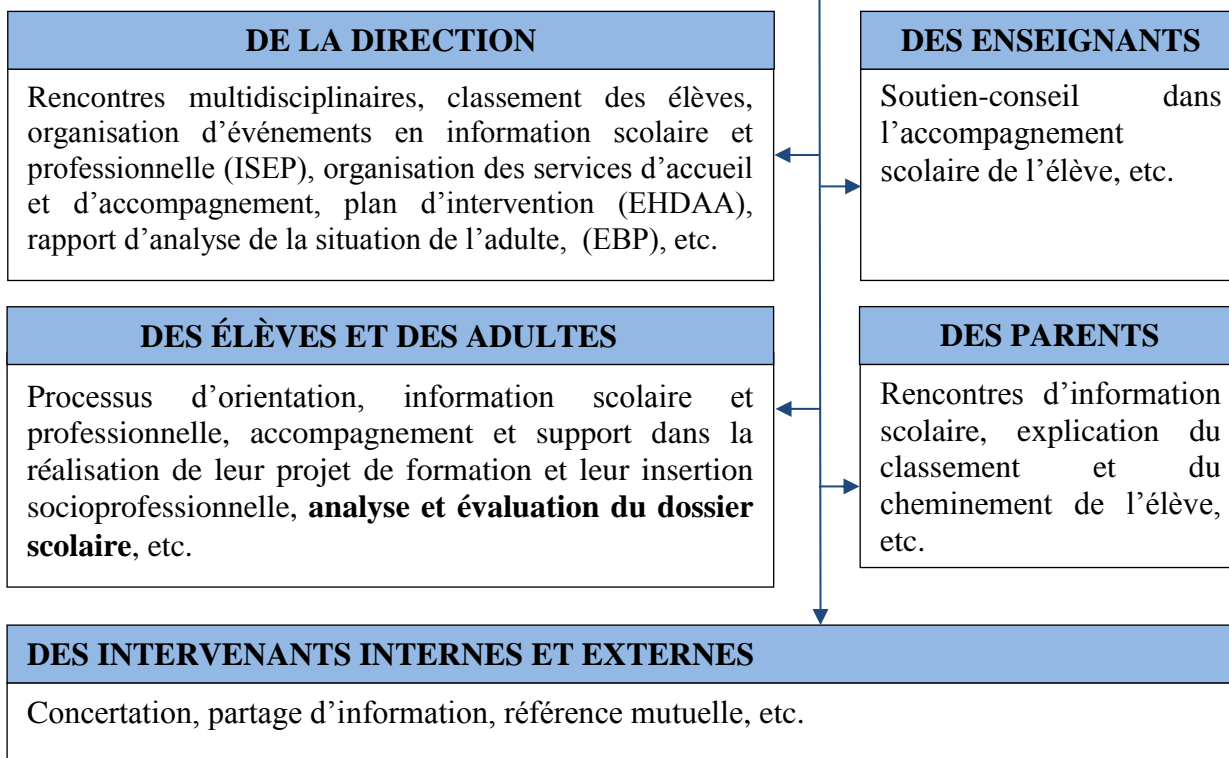 DE LA DIRECTION
Rencontres multidisciplinaires, classement des élèves,
organisation d’événements en information scolaire et
professionnelle (ISEP), organisation des services d’accueil
et d’accompagnement, plan d’intervention (EHDAA),
rapport d’analyse de la situation de l’adulte, (EBP), etc.
DES ENSEIGNANTS
Soutien-conseil dans
l’accompagnement
scolaire de l’élève, etc.
DES ÉLÈVES ET DES ADULTES
Processus d’orientation, information scolaire et
professionnelle, accompagnement et support dans la
réalisation de leur projet de formation et leur insertion
socioprofessionnelle, analyse et évaluation du dossier
scolaire, etc.
DES PARENTS
Rencontres d’information
scolaire, explication du
classement et du
cheminement de l’élève,
etc.
DES INTERVENANTS INTERNES ET EXTERNES
Concertation, partage d’information, référence mutuelle, etc.